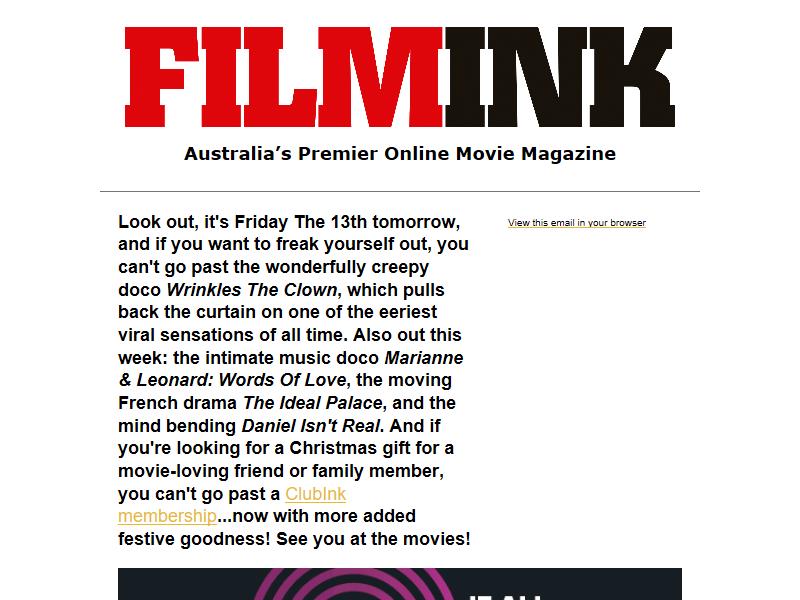 FILMINK
Australia’s Premier Online Movie Magazine
Look out, it's Friday The 13th tomorrow,
and if you want to freak yourself out, you
can't go past the wonderfully creepy
doco Wrinkles The Clown, which pulls
back the curtain on one of the eeriest
viral sensations of all time. Also out this
week: the intimate music doco Marianne
& Leonard: Words Of Love, the moving
French drama The Ideal Palace, and the
mind bending Daniel Isn't Real. And if
you're looking for a Christmas gift for a
movie-loving friend or family member,
you can't go past a ClubInk
membership...now with more added
festive goodness! See you at the movies!
View this email in your browser